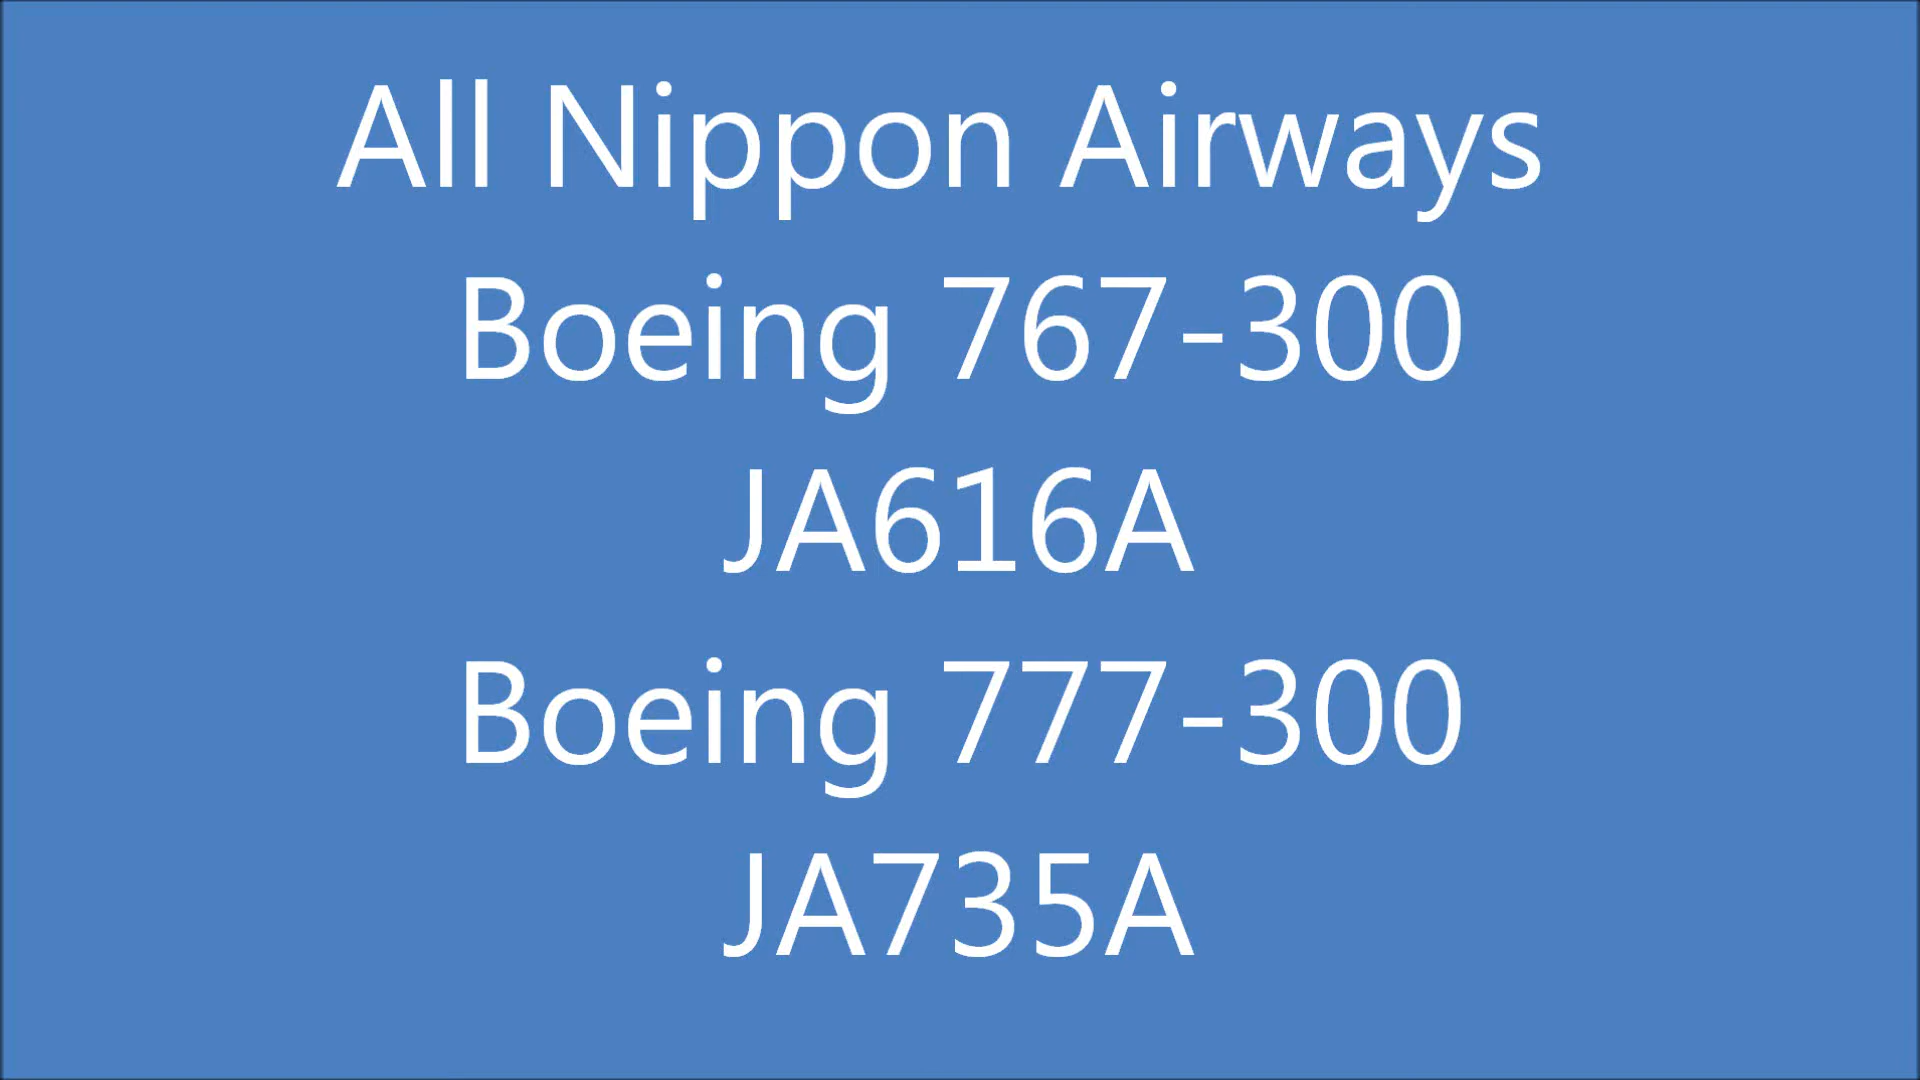 All Nippon Airways
Boeing 767-300
JA616A
Boeing 777-300
JA735A